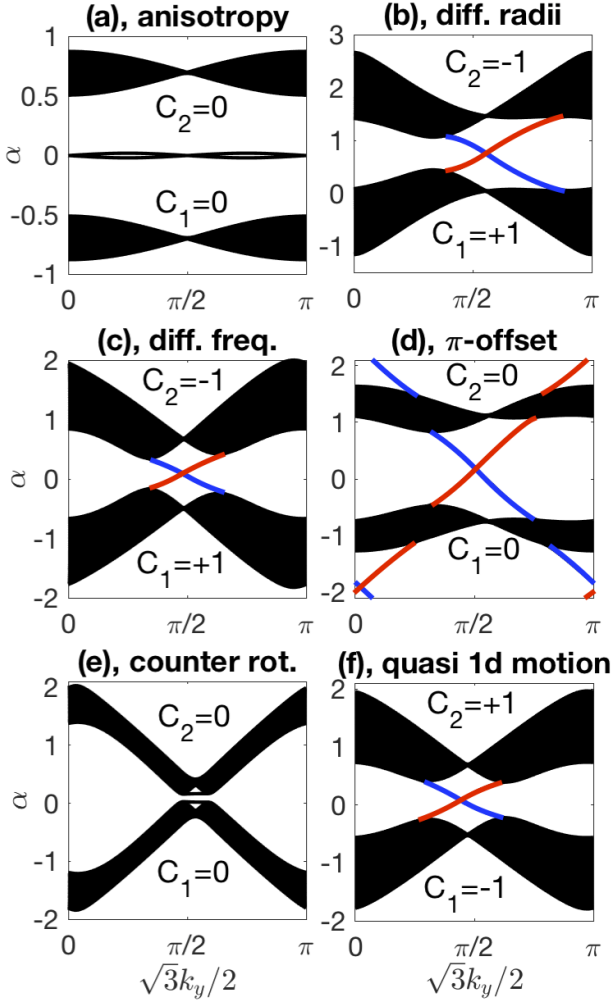 (a), anisotropy
1
0.5
0
-0.5
-1
α
C₂=0
C₁=0
0
π/2
π
(b), diff. radii
3
2
1
0
-1
C₂=-1
C₁=+1
0
π/2
π
(c), diff. freq.
2
1
0
-1
-2
α
C₂=-1
C₁=+1
0
π/2
π
(d), π-offset
2
1
0
-1
-2
C₂=0
C₁=0
0
π/2
π
(e), counter rot.
2
1
0
-1
-2
α
C₂=0
C₁=0
0
π/2
π
√3k_y/2
(f), quasi 1d motion
2
1
0
-1
-2
C₂=+1
C₁=-1
0
π/2
π
√3k_y/2